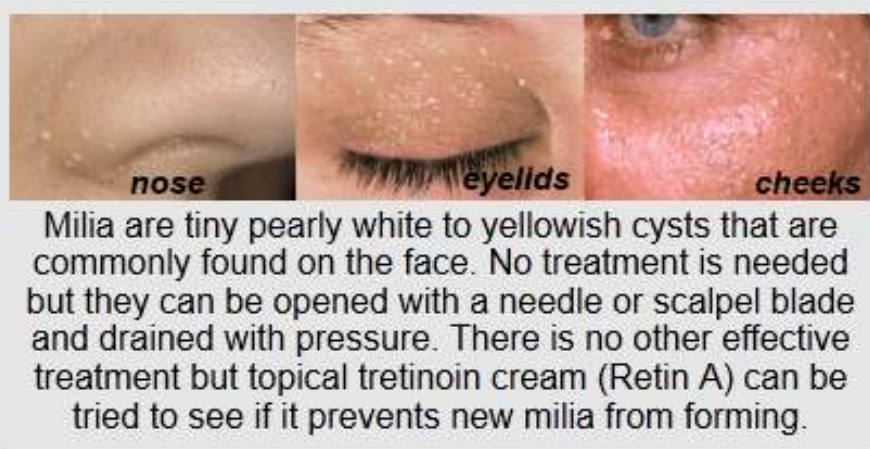 nose
eyelids
cheeks
Milia are tiny pearly white to yellowish cysts that are
commonly found on the face. No treatment is needed
but they can be opened with a needle or scalpel blade
and drained with pressure. There is no other effective
treatment but topical tretinoin cream (Retin A) can be
tried to see if it prevents new milia from forming.